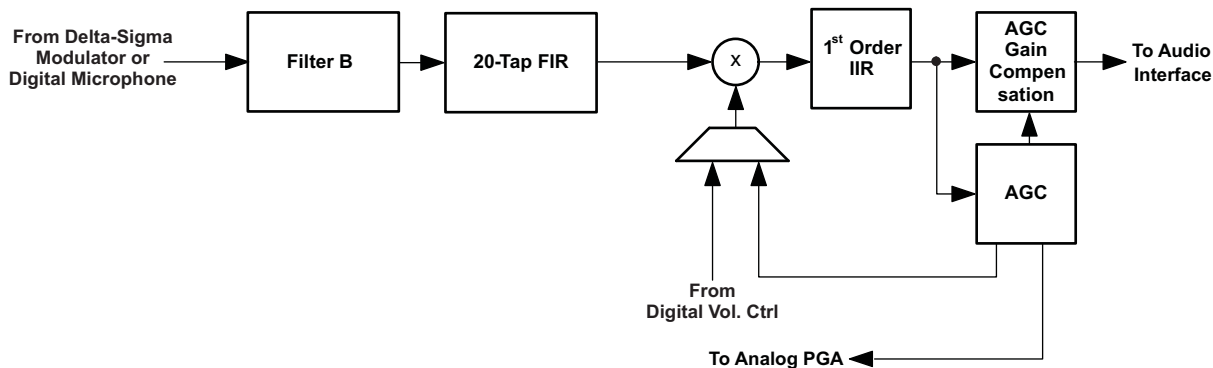 From Delta-Sigma
Modulator or
Digital Microphone
Filter B
20-Tap FIR
x
1st Order
IIR
AGC
Gain
Compen
sation
To Audio
Interface
AGC
From
Digital Vol. Ctrl
To Analog PGA